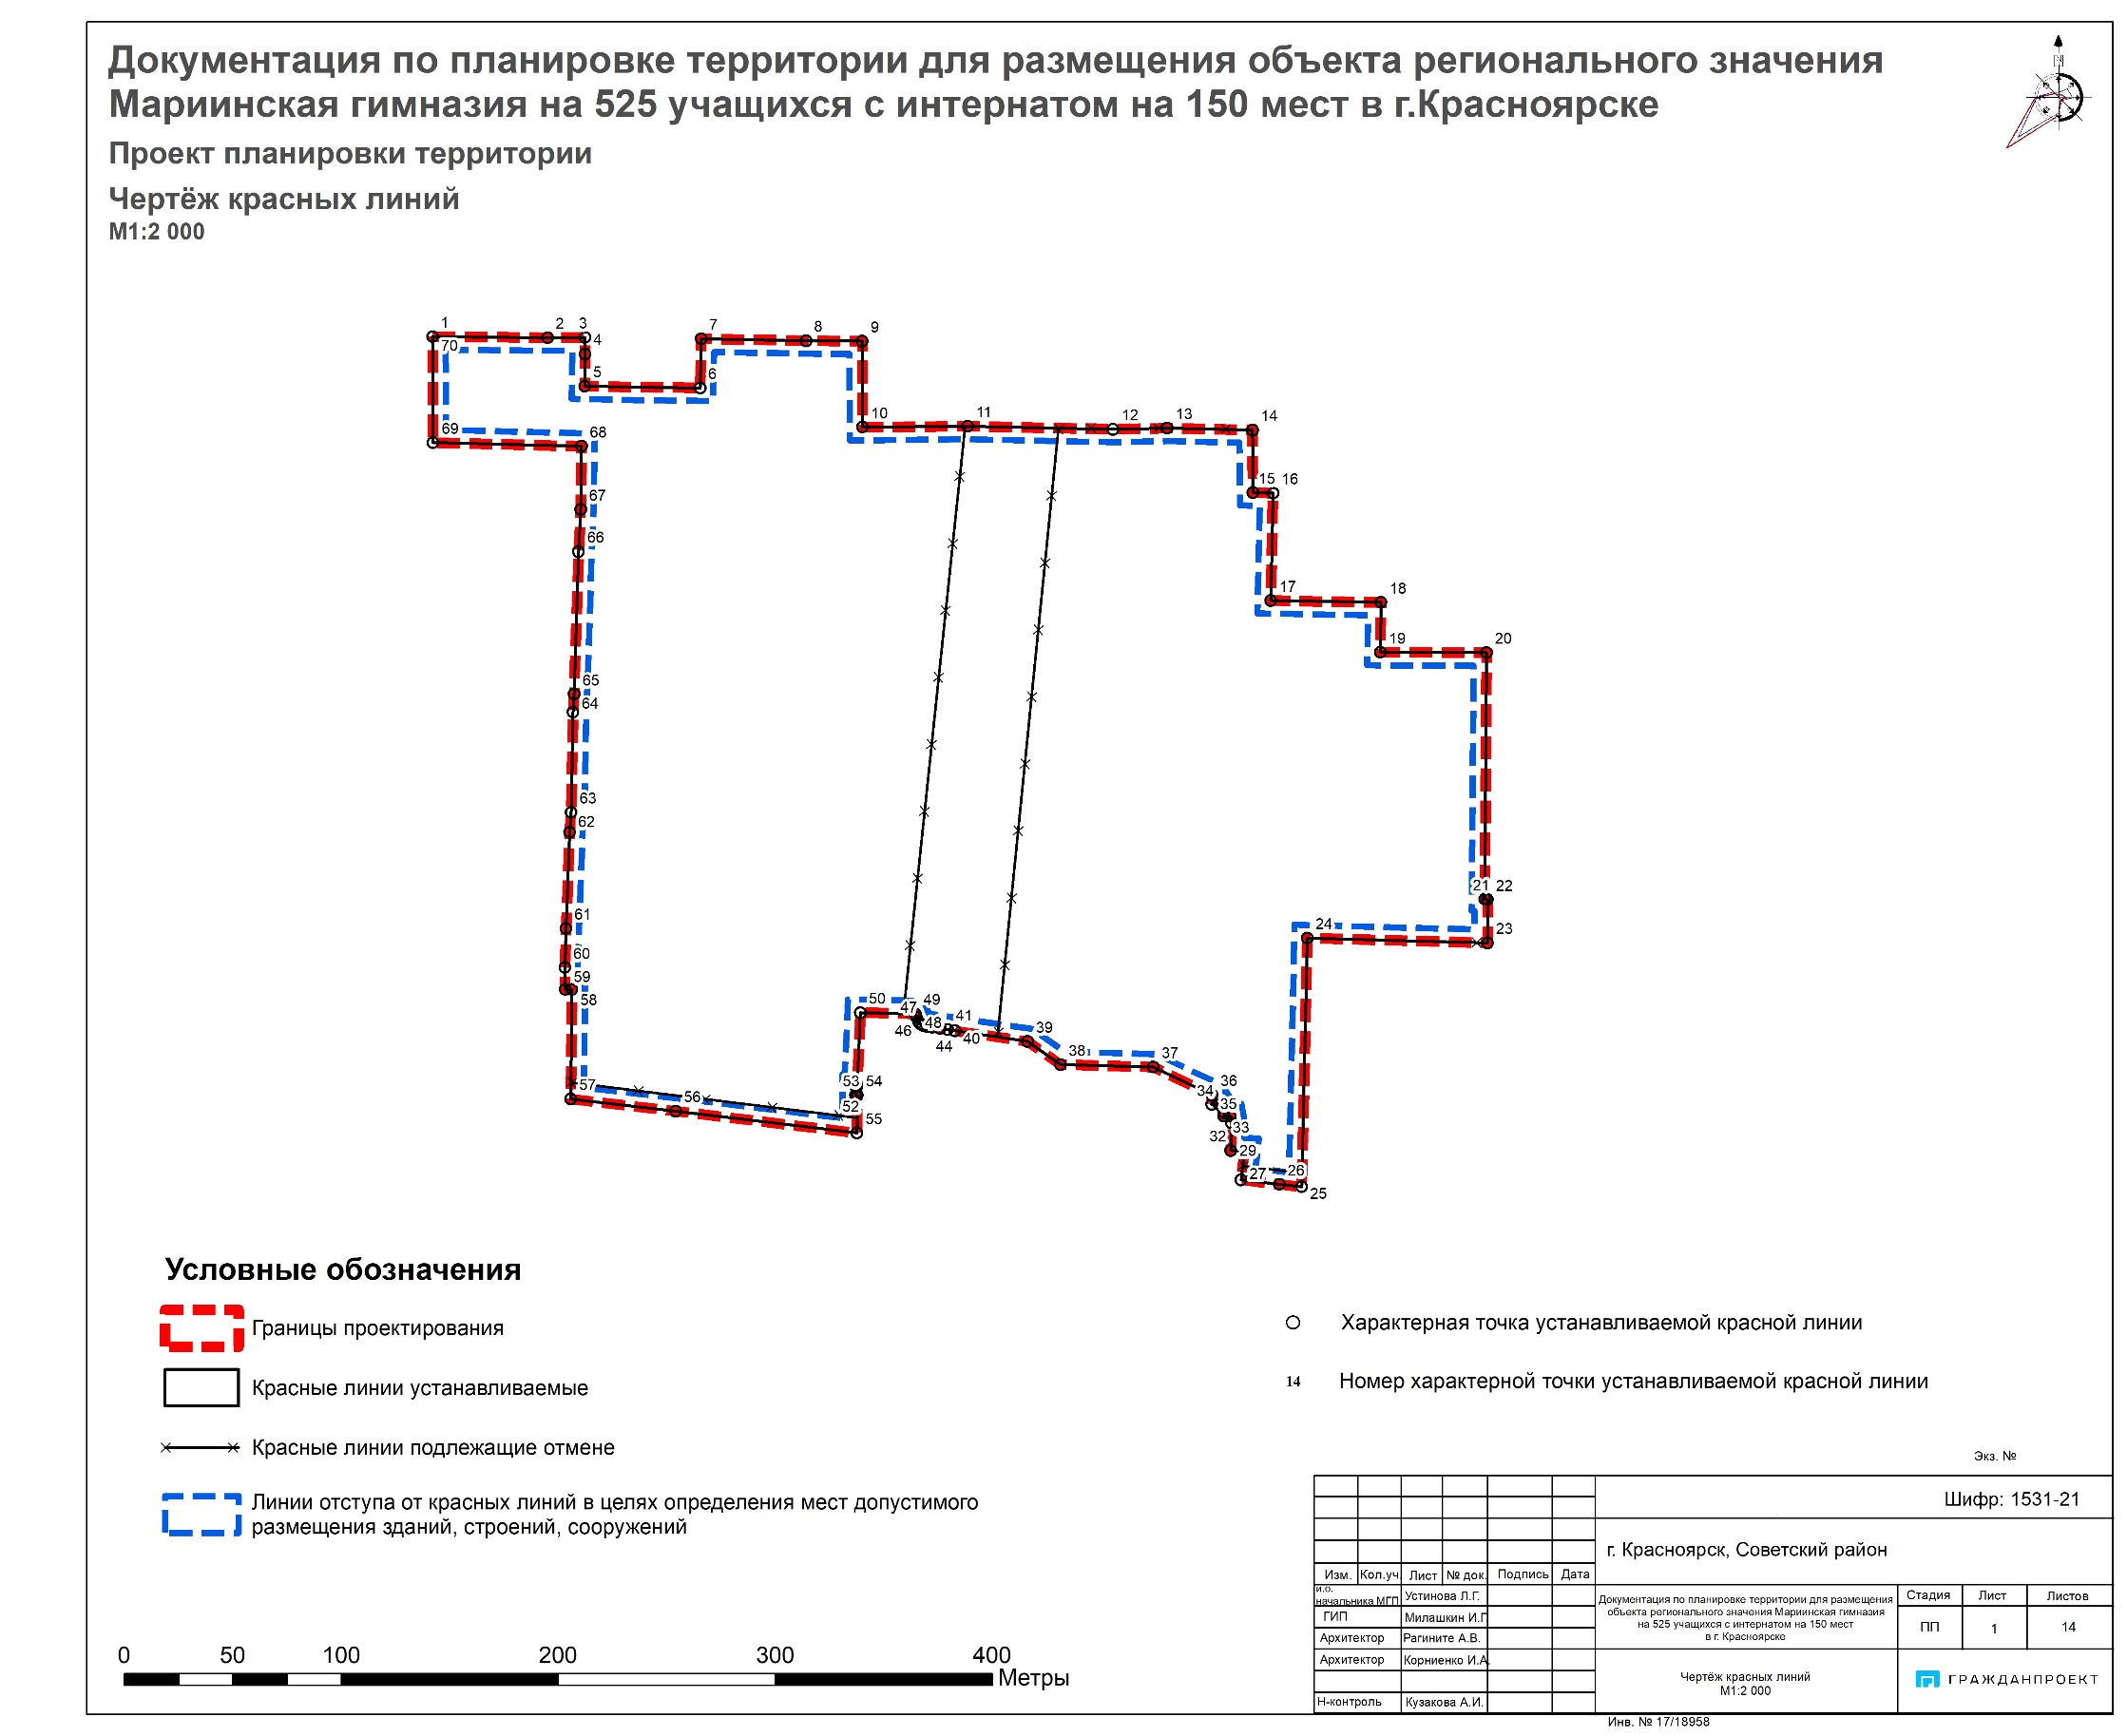 Документация по планировке территории для размещения объекта регионального значения
Мариинская гимназия на 525 учащихся с интернатом на 150 мест в г.Красноярске
Проект планировки территории
Чертёж красных линий
М1:2 000
N
1 2 3
4
5
6
7 8 9
70
69
68
10 11 12 13 14
15 16
17 18
19 20
67
66
65
64
63
62
61
60
59
58
57
56
55
21 22
23
24
50
47 49
46 48 41
44 40
39
38
37
53 54
52
36
34
35
33
32
29
27 26
25
Условные обозначения
Границы проектирования
Красные линии устанавливаемые
Красные линии подлежащие отмене
Линии отступа от красных линий в целях определения мест допустимого
размещения зданий, строений, сооружений
Характерная точка устанавливаемой красной линии
14 Номер характерной точки устанавливаемой красной линии
0 50 100 200 300 400
Метры
Экз. №
Шифр: 1531-21
г. Красноярск, Советский район
Изм. Кол.уч. Лист № док. Подпись Дата
и.о.
начальника МГП Устинова Л.Г.
ГИП Милашкин И.Г
Архитектор Рагините А.В.
Архитектор Корниенко И.А.
Н-контроль Кузакова А.И.
Документация по планировке территории для размещения
объекта регионального значения Мариинская гимназия
на 525 учащихся с интернатом на 150 мест
в г. Красноярске
Стадия Лист Листов
ПП 1 14
Чертёж красных линий
М1:2 000
ГРАЖДАНПРОЕКТ
Инв. № 17/18958